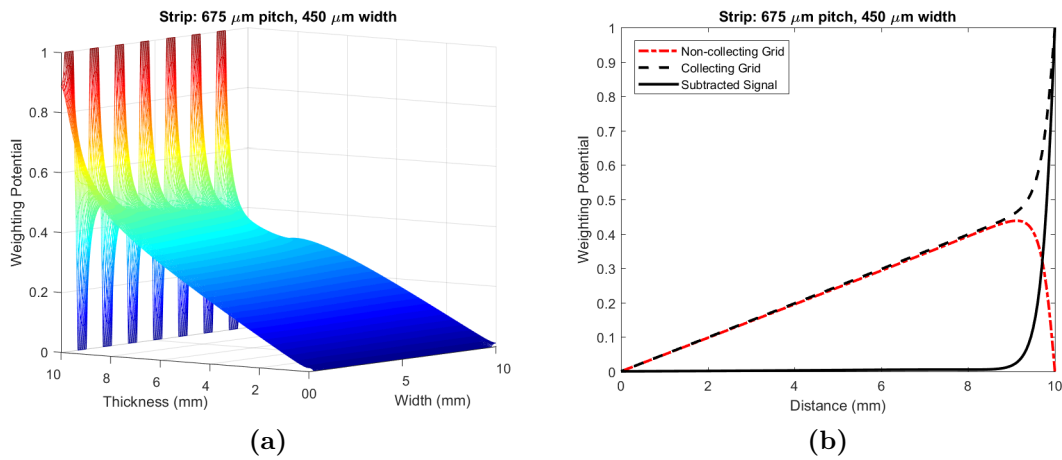 Strip: 675 μm pitch, 450 μm width
1
0.8
0.6
0.4
0.2
0
Weighting Potential
10
8
6
4
2
00
5
10
Thickness (mm)
Width (mm)
(a)
Strip: 675 μm pitch, 450 μm width
Non-collecting Grid
Collecting Grid
Subtracted Signal
1
0.9
0.8
0.7
0.6
0.5
0.4
0.3
0.2
0.1
0
Weighting Potential
0 2 4 6 8 10
Distance (mm)
(b)